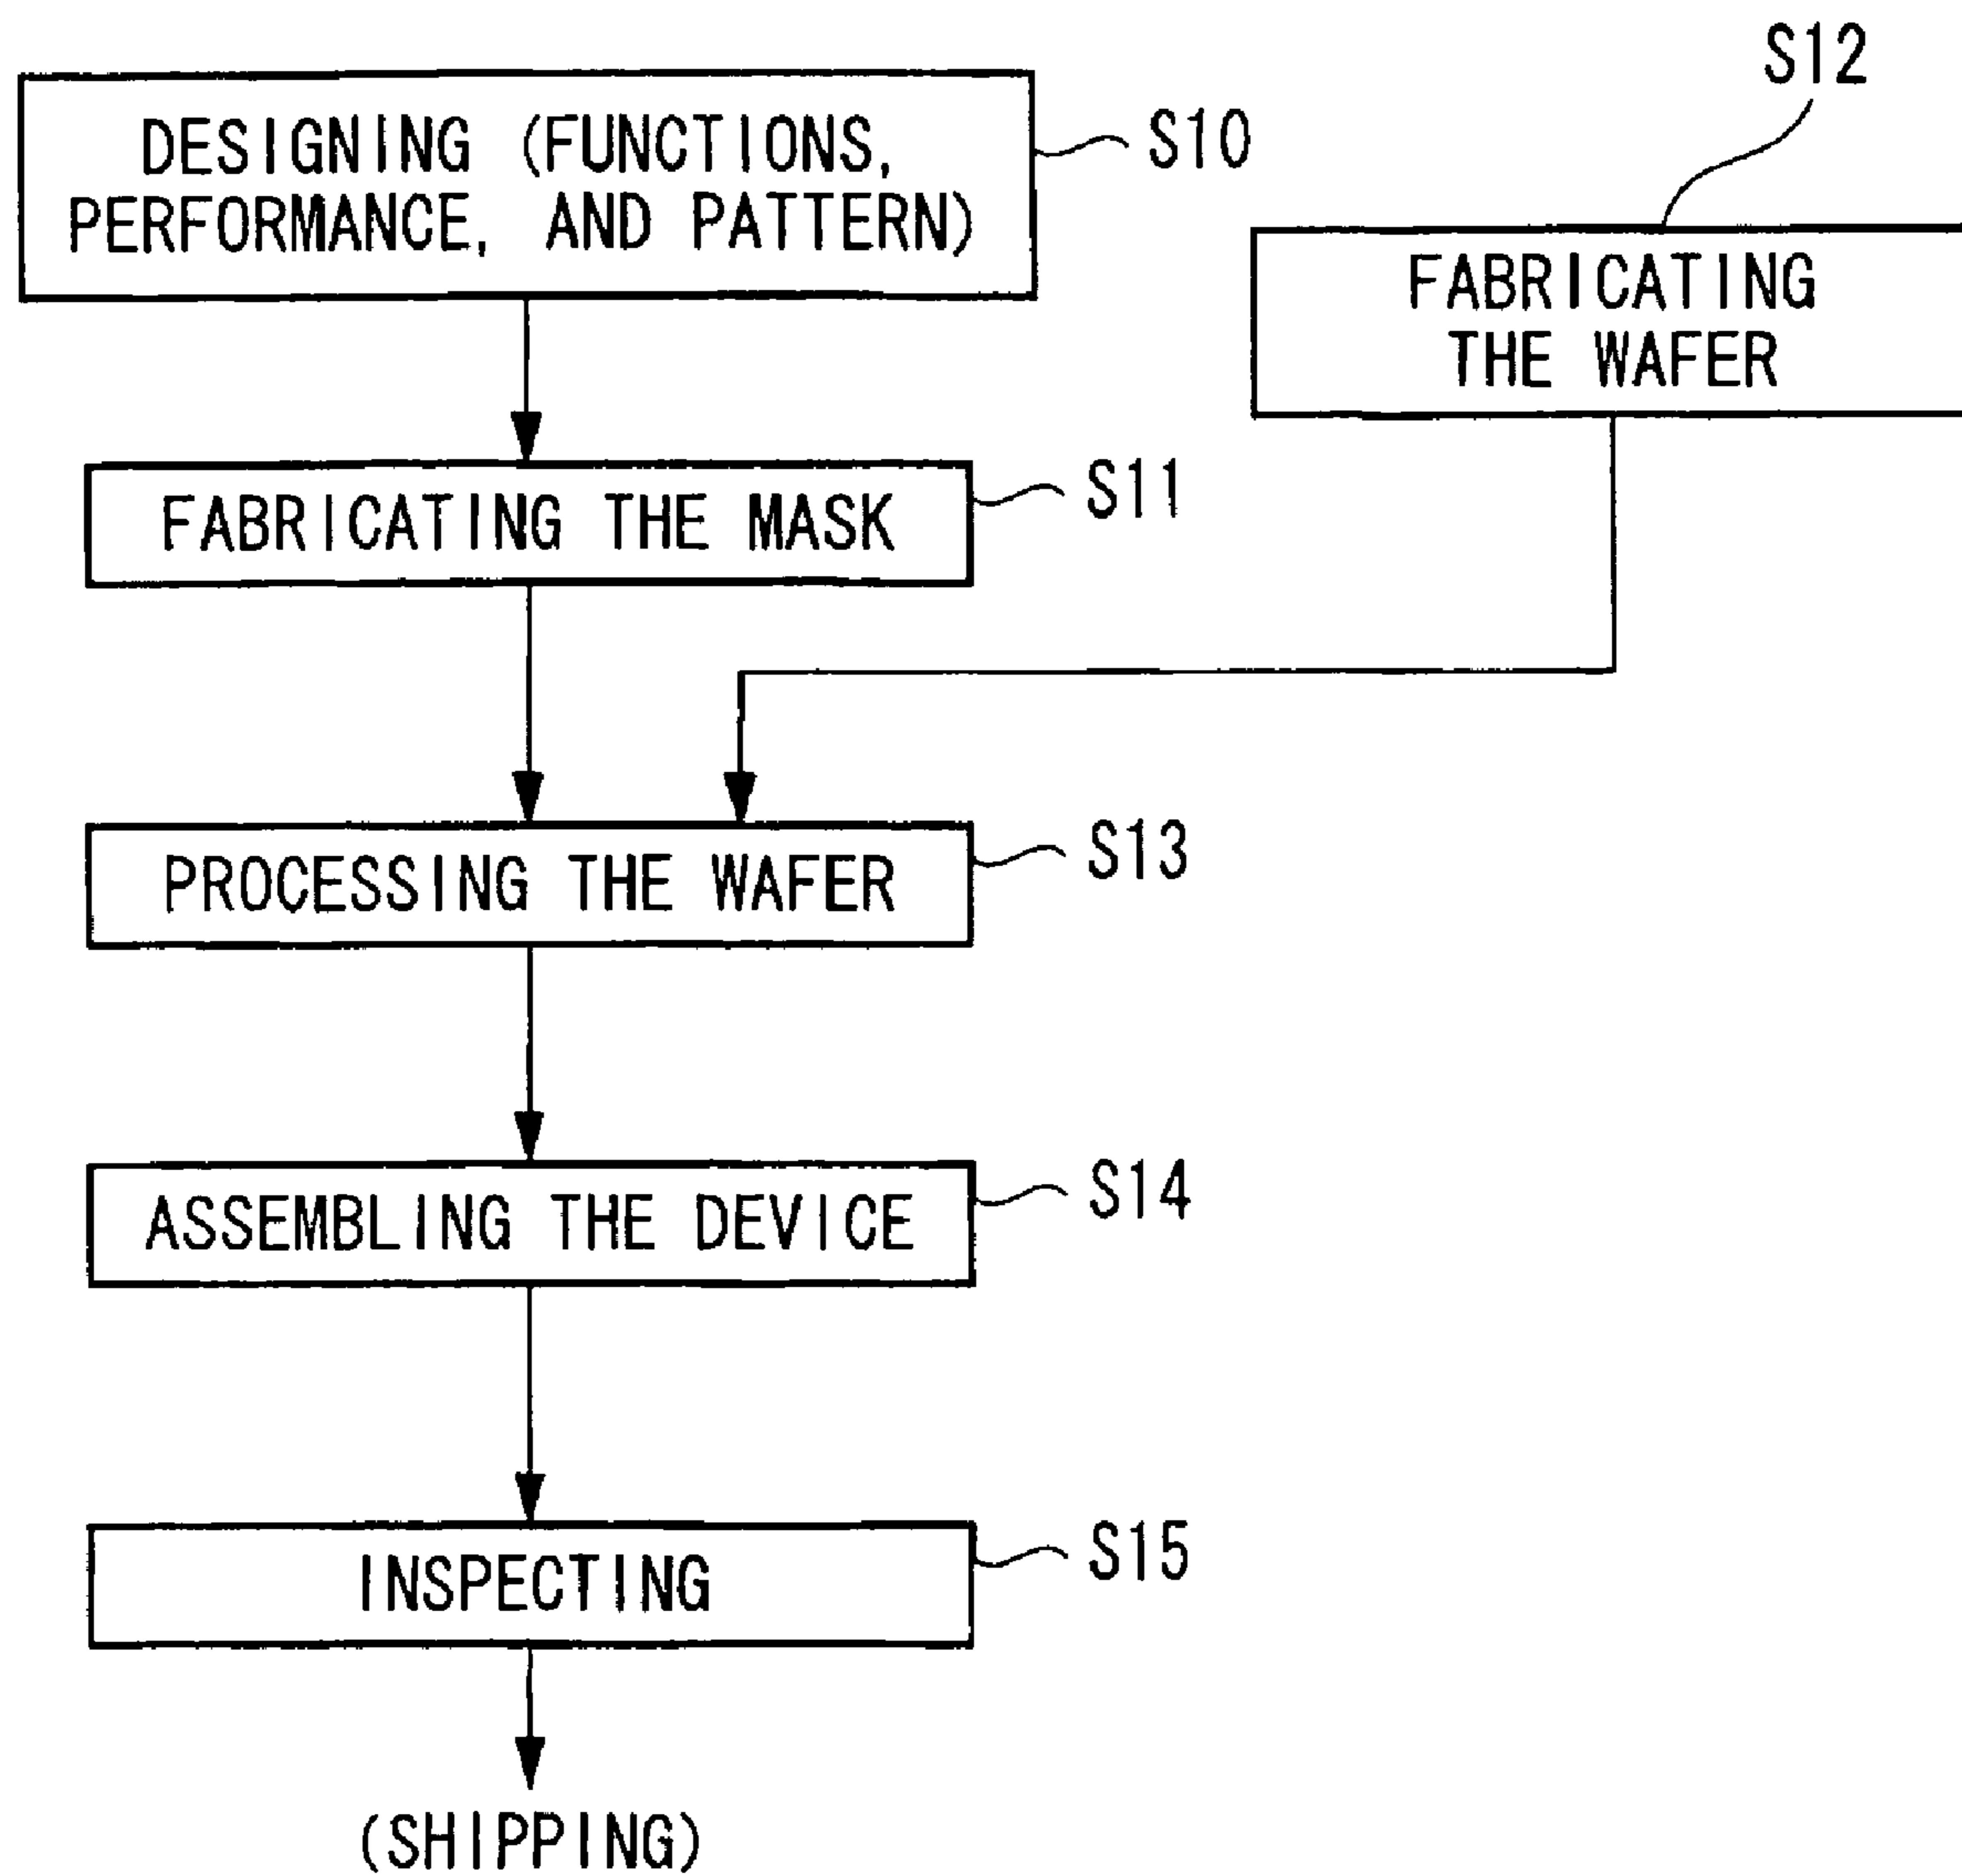 DESIGNING (FUNCTIONS,
PERFORMANCE, AND PATTERN)
S10
S12
FABRICATING
THE WAFER
FABRICATING THE MASK
S11
PROCESSING THE WAFER
S13
ASSEMBLING THE DEVICE
S14
INSPECTING
S15
(SHIPPING)